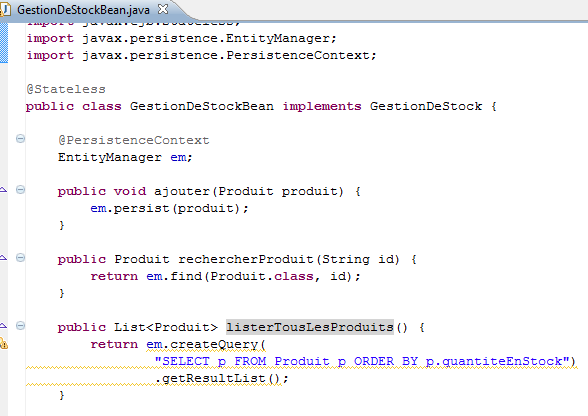 GestionDeStockBean.java
import javax.ejb.Stateless;
import javax.persistence.EntityManager;
import javax.persistence.PersistenceContext;
@Stateless
public class GestionDeStockBean implements GestionDeStock {
@PersistenceContext
EntityManager em;
public void ajouter(Produit produit) {
em.persist(produit);
}
public Produit rechercherProduit(String id) {
return em.find(Produit.class, id);
}
public List<Produit> listerTousLesProduits() {
return em.createQuery(
"SELECT p FROM Produit p ORDER BY p.quantiteEnStock")
.getResultList();
}